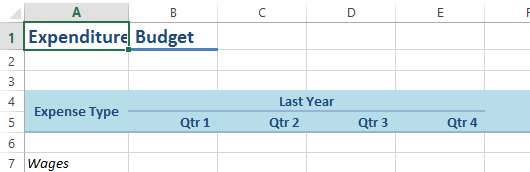 A B C D E F
1 Expenditure Budget
2
3
4 Last Year
Expense Type
5 Qtr 1 Qtr 2 Qtr 3 Qtr 4
6
7 Wages